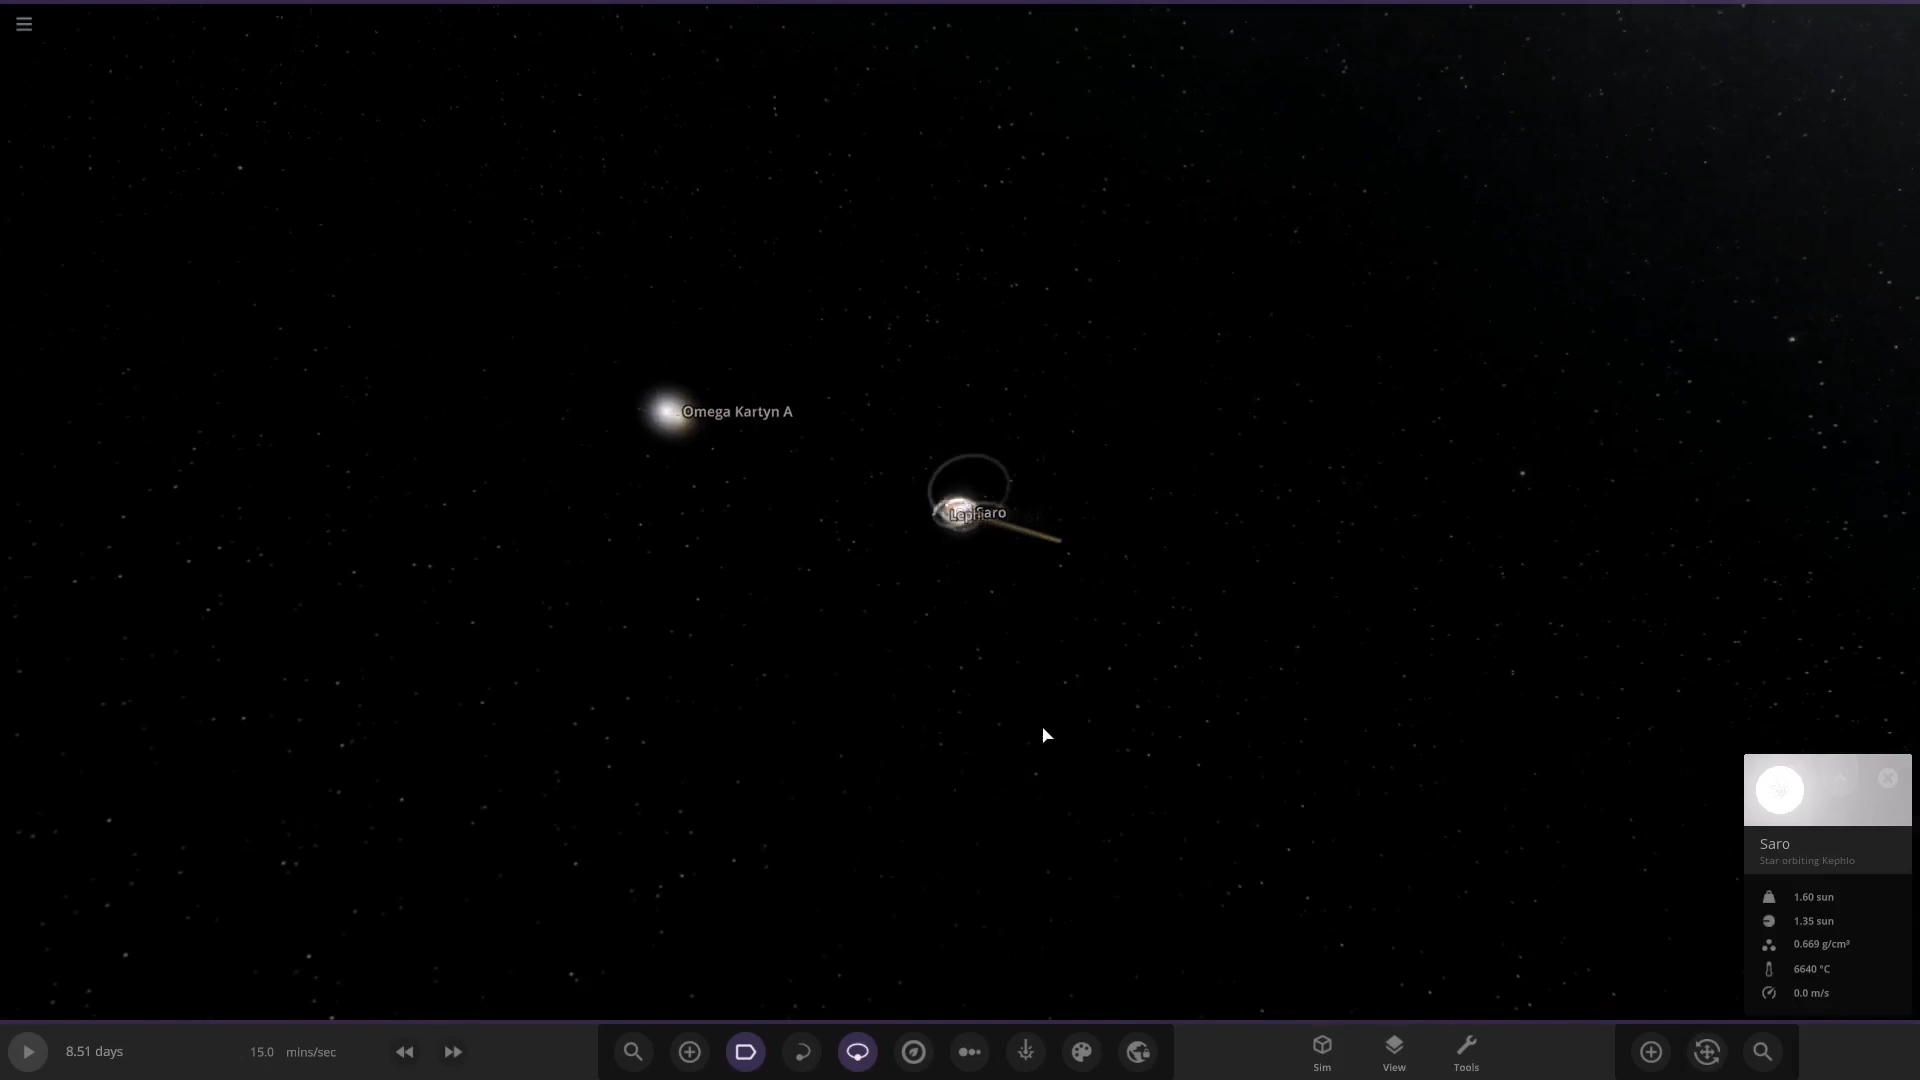 Omega Kartyn A
Saro
Saro
Star orbiting Kephlo
1.60 sun
1.35 sun
0.669 g/cm³
6640 °C
0.0 m/s
8.51 days
15.0 mins/sec
Sim
View
Tools